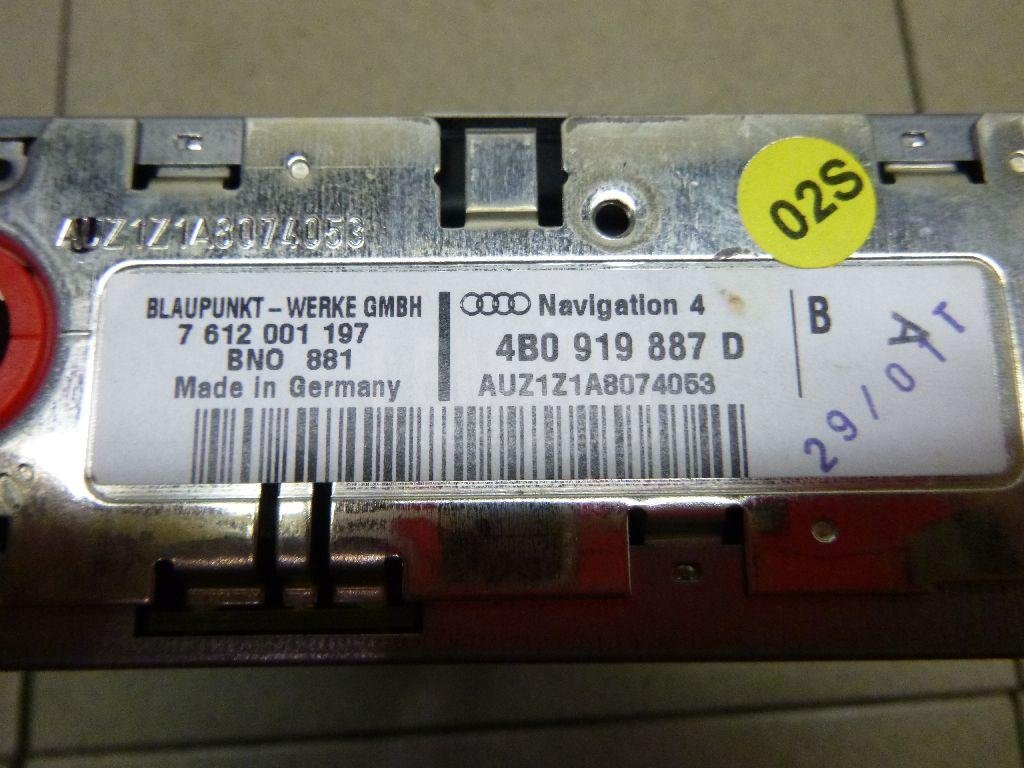 02S
AUZ1Z1A8074053
BLAUPUNKT – WERKE GMBH
7 612 001 197
BNO 881
Made in Germany
Navigation 4
4B0 919 887 D
AUZ1Z1A8074053
B
A
29/01T